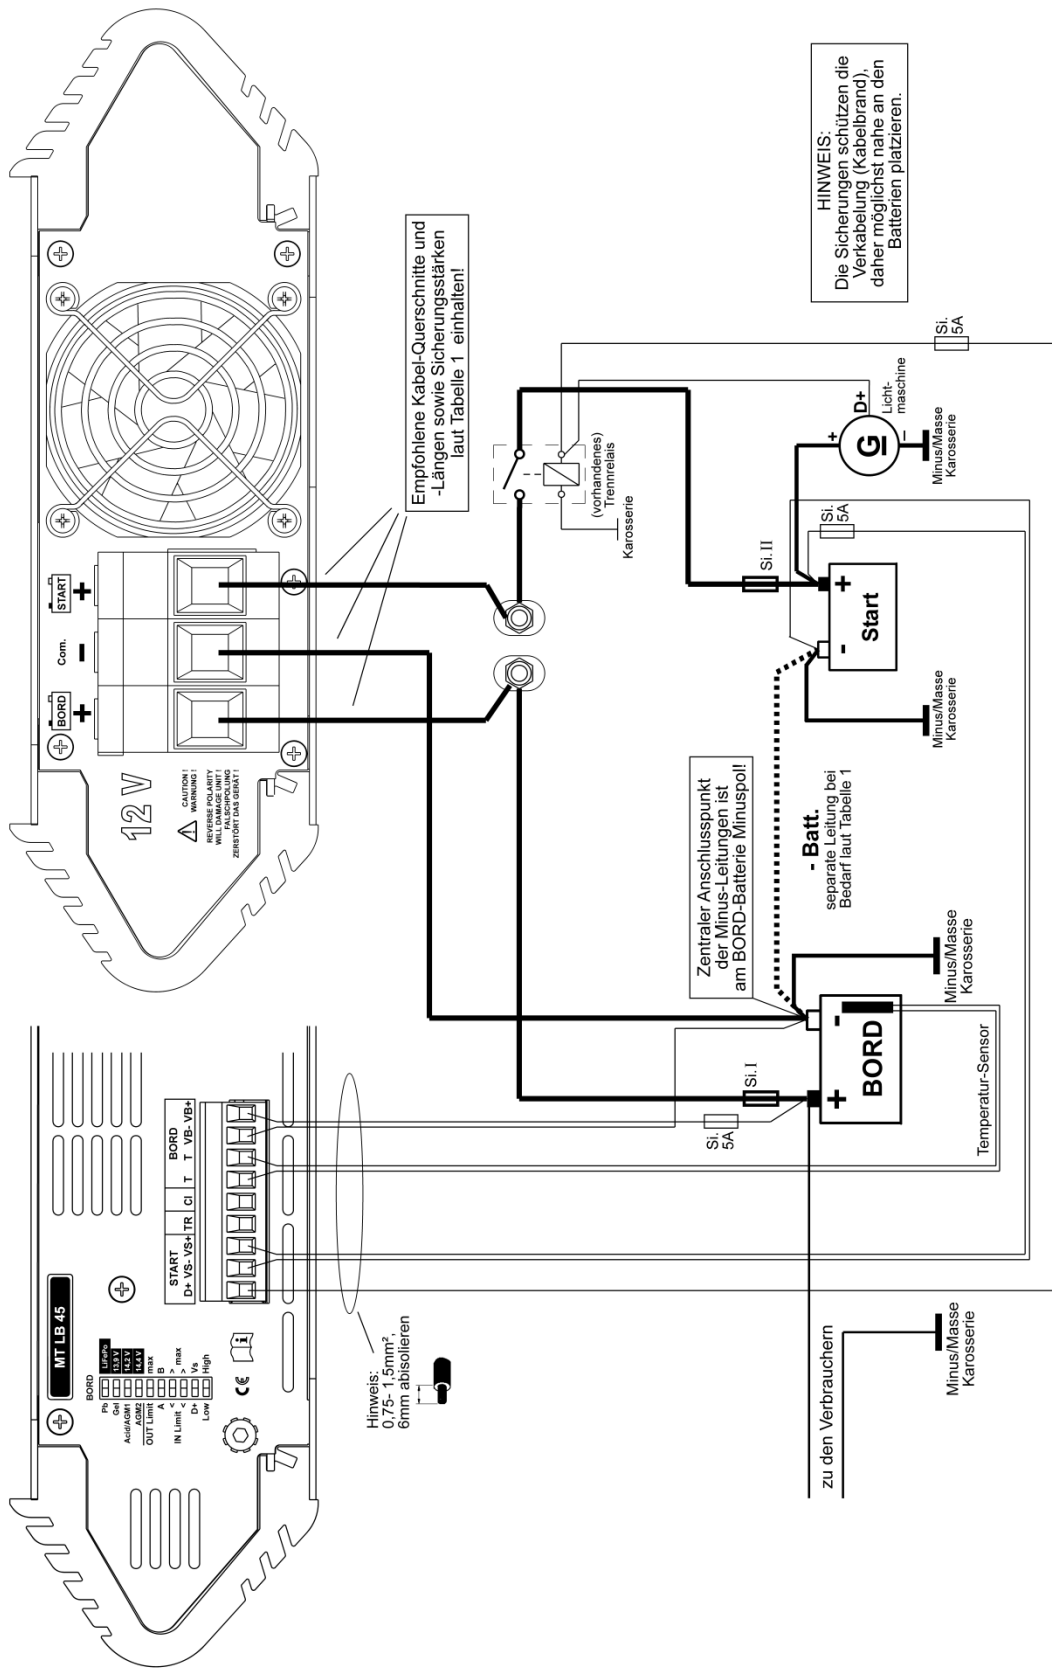 MT LB 45
BORD
Pb
LiFePo
Gel
13,9 V
Acid/AGM1
14,2 V
AGM2
14,4 V
OUT Limit
max
A
B
IN Limit
<
> max
<
>
D+
Vs
Low
High
CE
START
D+ VS- VS+
TR
CI
BORD
T
T
VB- VB+
Hinweis:
0,75- 1,5mm²,
6mm abisolieren
12 V
CAUTION !
WARNUNG !
REVERSE POLARITY
WILL DAMAGE UNIT !
FALSCHPOLUNG
ZERSTÖRT DAS GERÄT !
BORD
+
Com.
−
START
+
Empfohlene Kabel-Querschnitte und
-Längen sowie Sicherungsstärken
laut Tabelle 1 einhalten!
(vorhandenes)
Trennrelais
Karosserie
HINWEIS:
Die Sicherungen schützen die
Verkabelung (Kabelbrand),
daher möglichst nahe an den
Batterien platzieren.
Si.
5A
D+
+
G
−
Licht-
maschine
Minus/Masse
Karosserie
Si. II
Si.
5A
-
+
Start
Minus/Masse
Karosserie
Zentraler Anschlusspunkt
der Minus-Leitungen ist
am BORD-Batterie Minuspol!
- Batt.
separate Leitung bei
Bedarf laut Tabelle 1
Si. I
Si.
5A
+
-
BORD
Minus/Masse
Karosserie
Temperatur-Sensor
zu den Verbrauchern
Minus/Masse
Karosserie